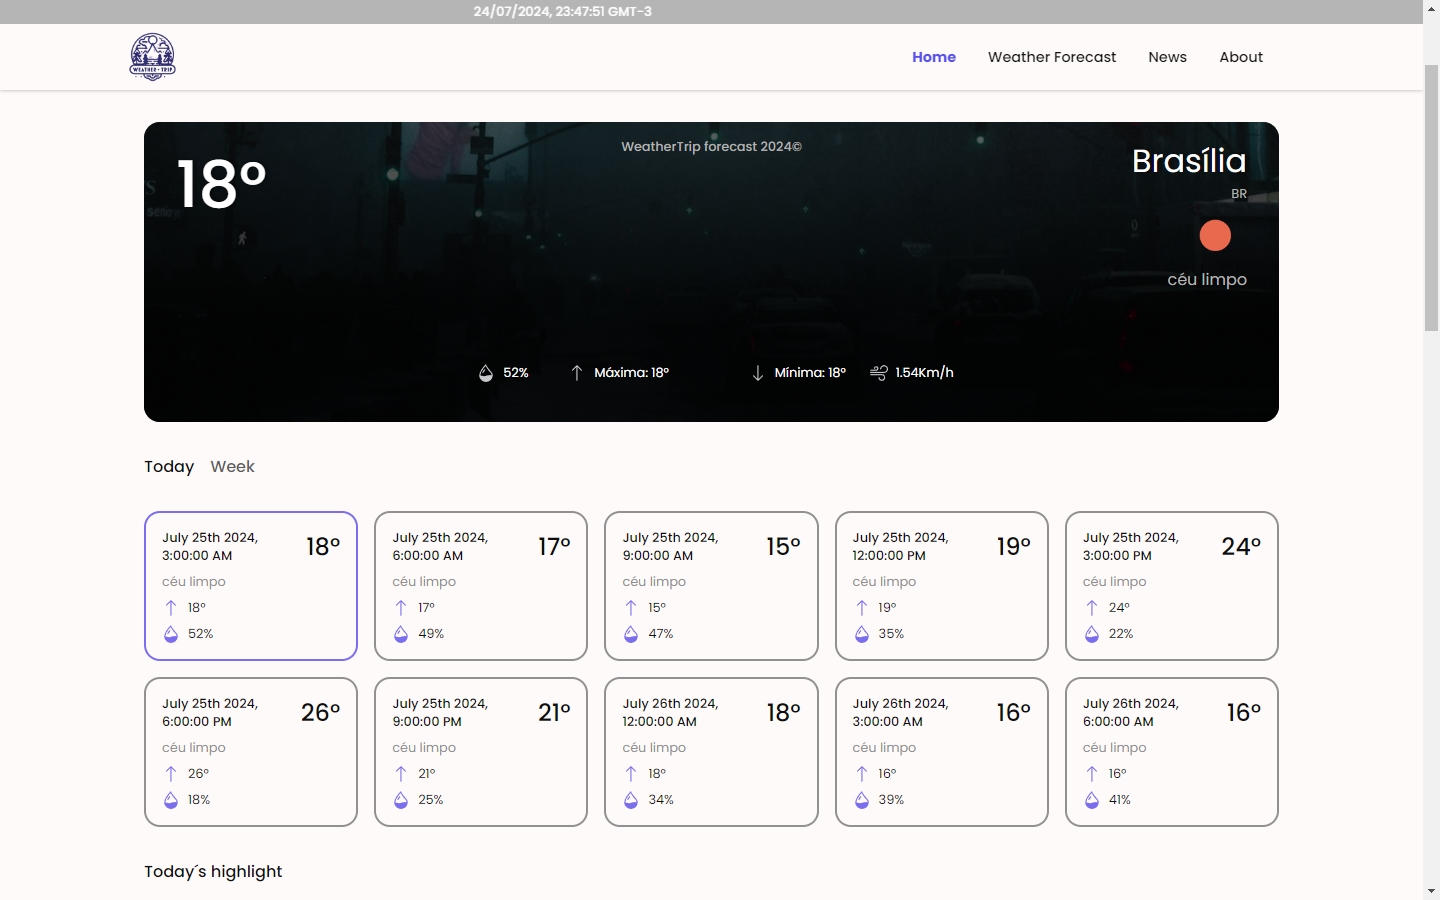 24/07/2024, 23:47:51 GMT-3
WEATHER • TRIP
Home
Weather Forecast
News
About
18º
WeatherTrip forecast 2024©
Brasília
BR
céu limpo
52%
Máxima: 18º
Mínima: 18º
1.54Km/h
Today
Week
July 25th 2024,
3:00:00 AM
18º
céu limpo
18º
52%
July 25th 2024,
6:00:00 AM
17º
céu limpo
17º
49%
July 25th 2024,
9:00:00 AM
15º
céu limpo
15º
47%
July 25th 2024,
12:00:00 PM
19º
céu limpo
19º
35%
July 25th 2024,
3:00:00 PM
24º
céu limpo
24º
22%
July 25th 2024,
6:00:00 PM
26º
céu limpo
26º
18%
July 25th 2024,
9:00:00 PM
21º
céu limpo
21º
25%
July 26th 2024,
12:00:00 AM
18º
céu limpo
18º
34%
July 26th 2024,
3:00:00 AM
16º
céu limpo
16º
39%
July 26th 2024,
6:00:00 AM
16º
céu limpo
16º
41%
Today´s highlight